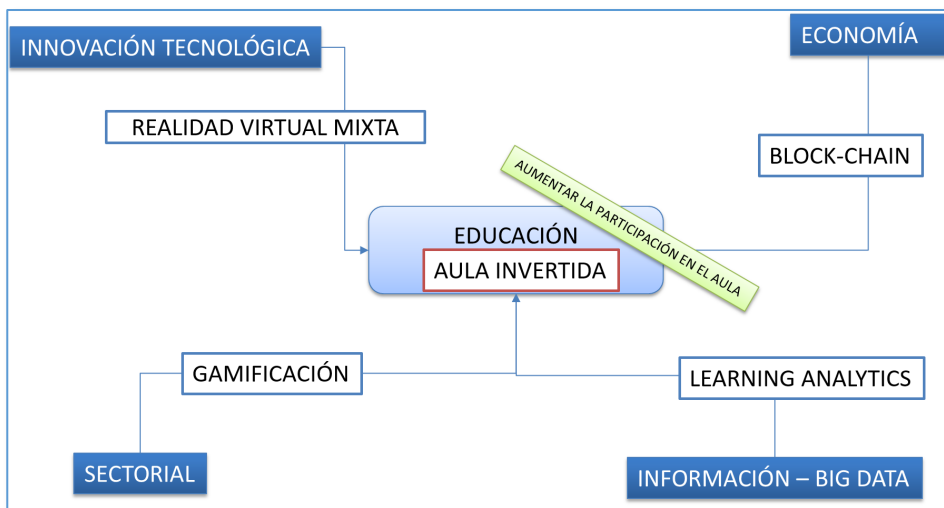 INNOVACIÓN TECNOLÓGICA
ECONOMÍA
REALIDAD VIRTUAL MIXTA
BLOCK-CHAIN
AUMENTAR LA PARTICIPACIÓN EN EL AULA
EDUCACIÓN
AULA INVERTIDA
GAMIFICACIÓN
LEARNING ANALYTICS
SECTORIAL
INFORMACIÓN – BIG DATA